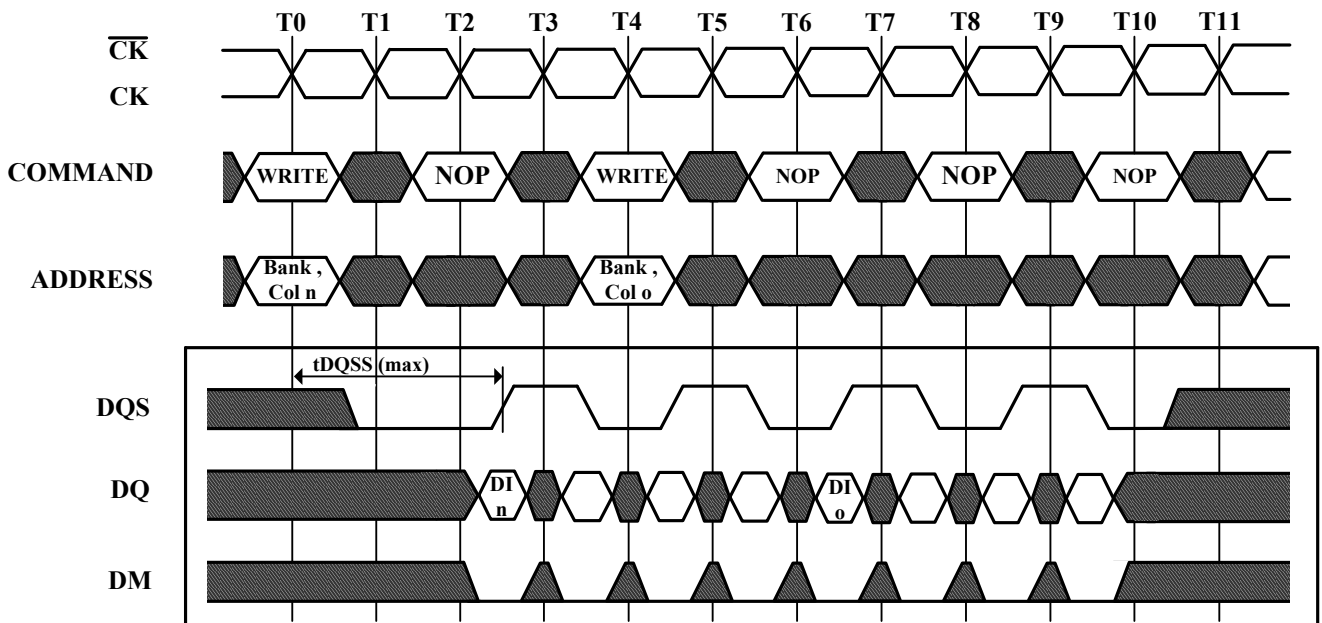 T0 T1 T2 T3 T4 T5 T6 T7 T8 T9 T10 T11
C̅K̅
CK
COMMAND WRITE NOP WRITE NOP NOP NOP
ADDRESS
Bank ,
Col n
Bank ,
Col o
tDQSS (max)
DQS
DQ
DI
n
DI
o
DM